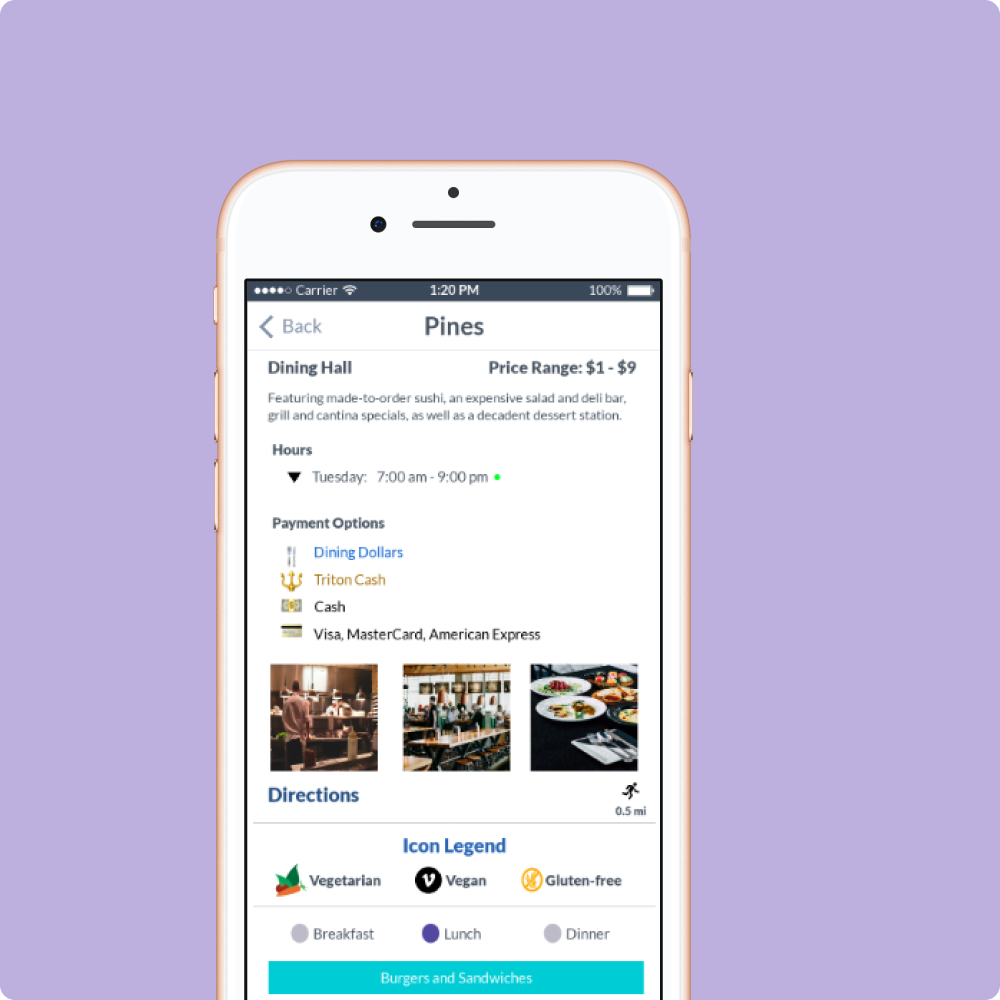 Carrier 1:20 PM 100%
Back Pines
Dining Hall Price Range: $1 - $9
Featuring made-to-order sushi, an expensive salad and deli bar,
grill and cantina specials, as well as a decadent dessert station.
Hours
Tuesday: 7:00 am - 9:00 pm
Payment Options
Dining Dollars
Triton Cash
Cash
Visa, MasterCard, American Express
Directions
0.5 mi
Icon Legend
Vegetarian Vegan Gluten-free
Breakfast Lunch Dinner
Burgers and Sandwiches